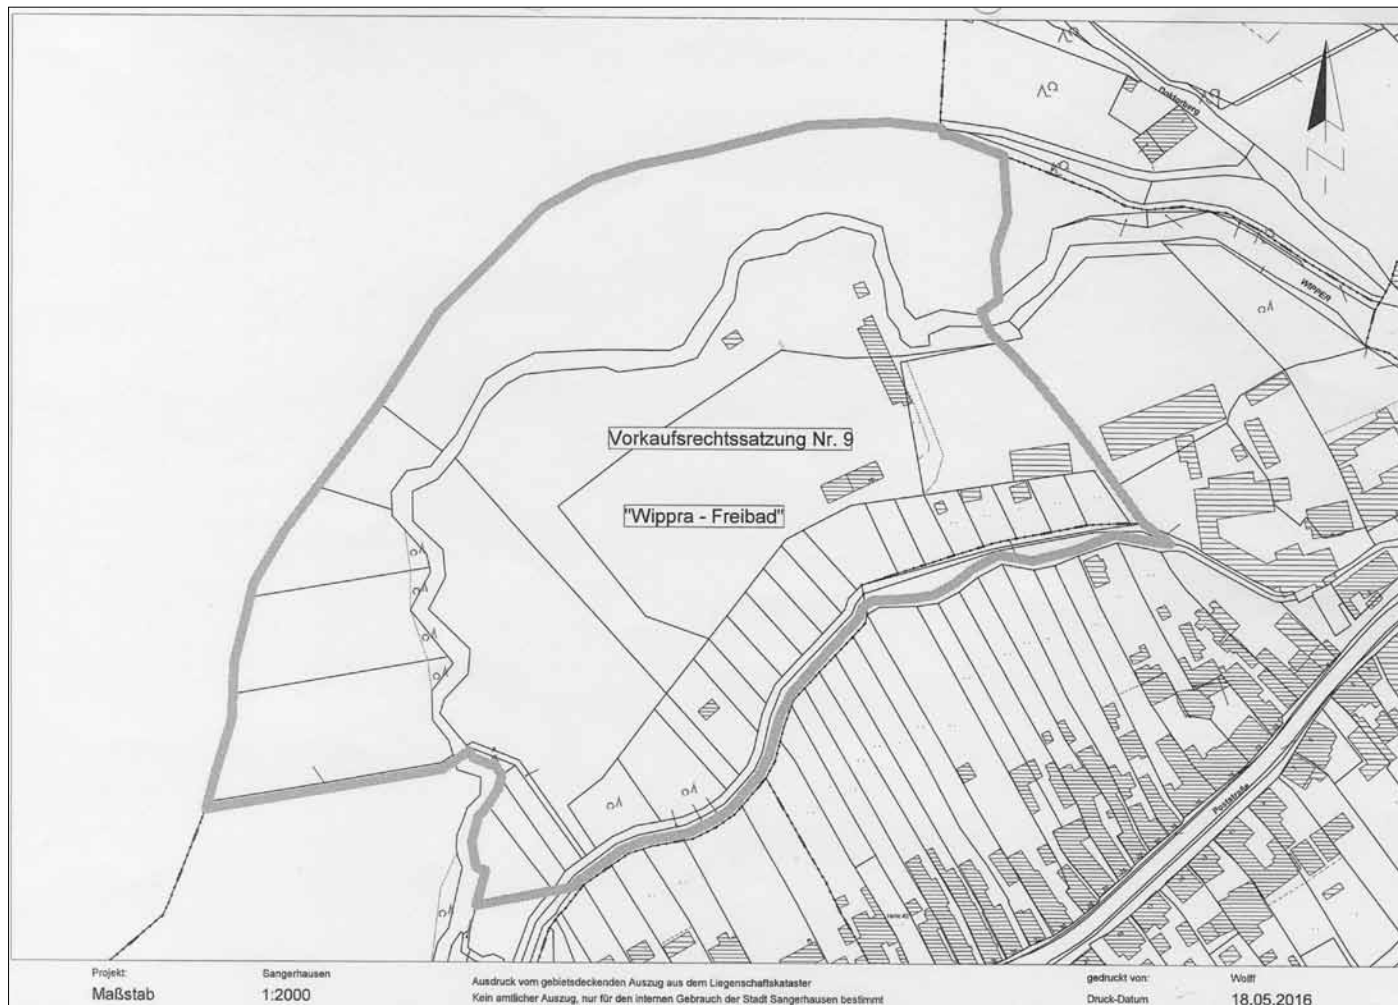 Doktorberg
N
WIPPER
Vorkaufsrechtssatzung Nr. 9
"Wippra - Freibad"
Poststraße
Projekt: Sangerhausen
Maßstab 1:2000
Ausdruck vom gebietsdeckenden Auszug aus dem Liegenschaftskataster
Kein amtlicher Auszug, nur für den internen Gebrauch der Stadt Sangerhausen bestimmt
gedruckt von: Wolff
Druck-Datum 18.05.2016